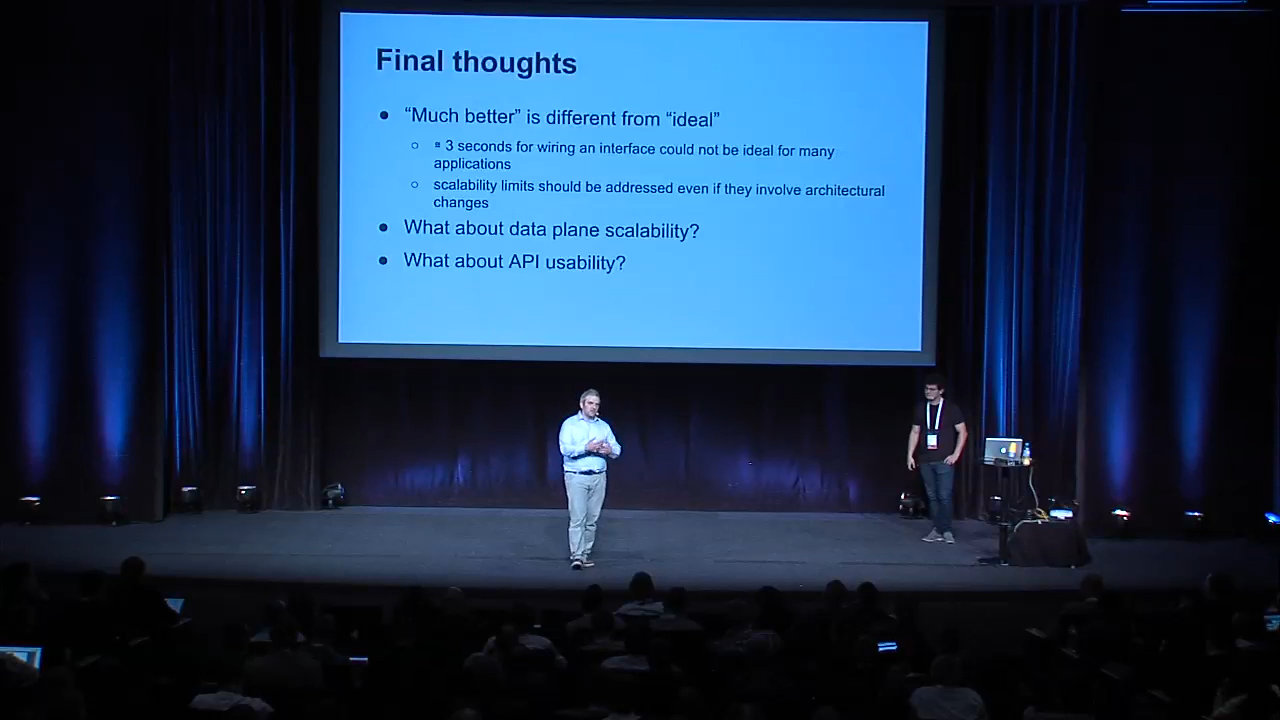 Final thoughts
● “Much better” is different from “ideal”
○ 3 seconds for wiring an interface could not be ideal for many
applications
○ scalability limits should be addressed even if they involve architectural
changes
● What about data plane scalability?
● What about API usability?